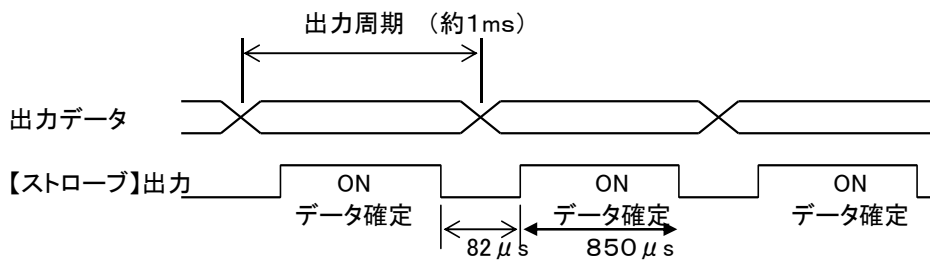 出力周期 （約1ms）
出力データ
【ストローブ】出力
ON
データ確定
ON
データ確定
ON
データ確定
82μs
850μs